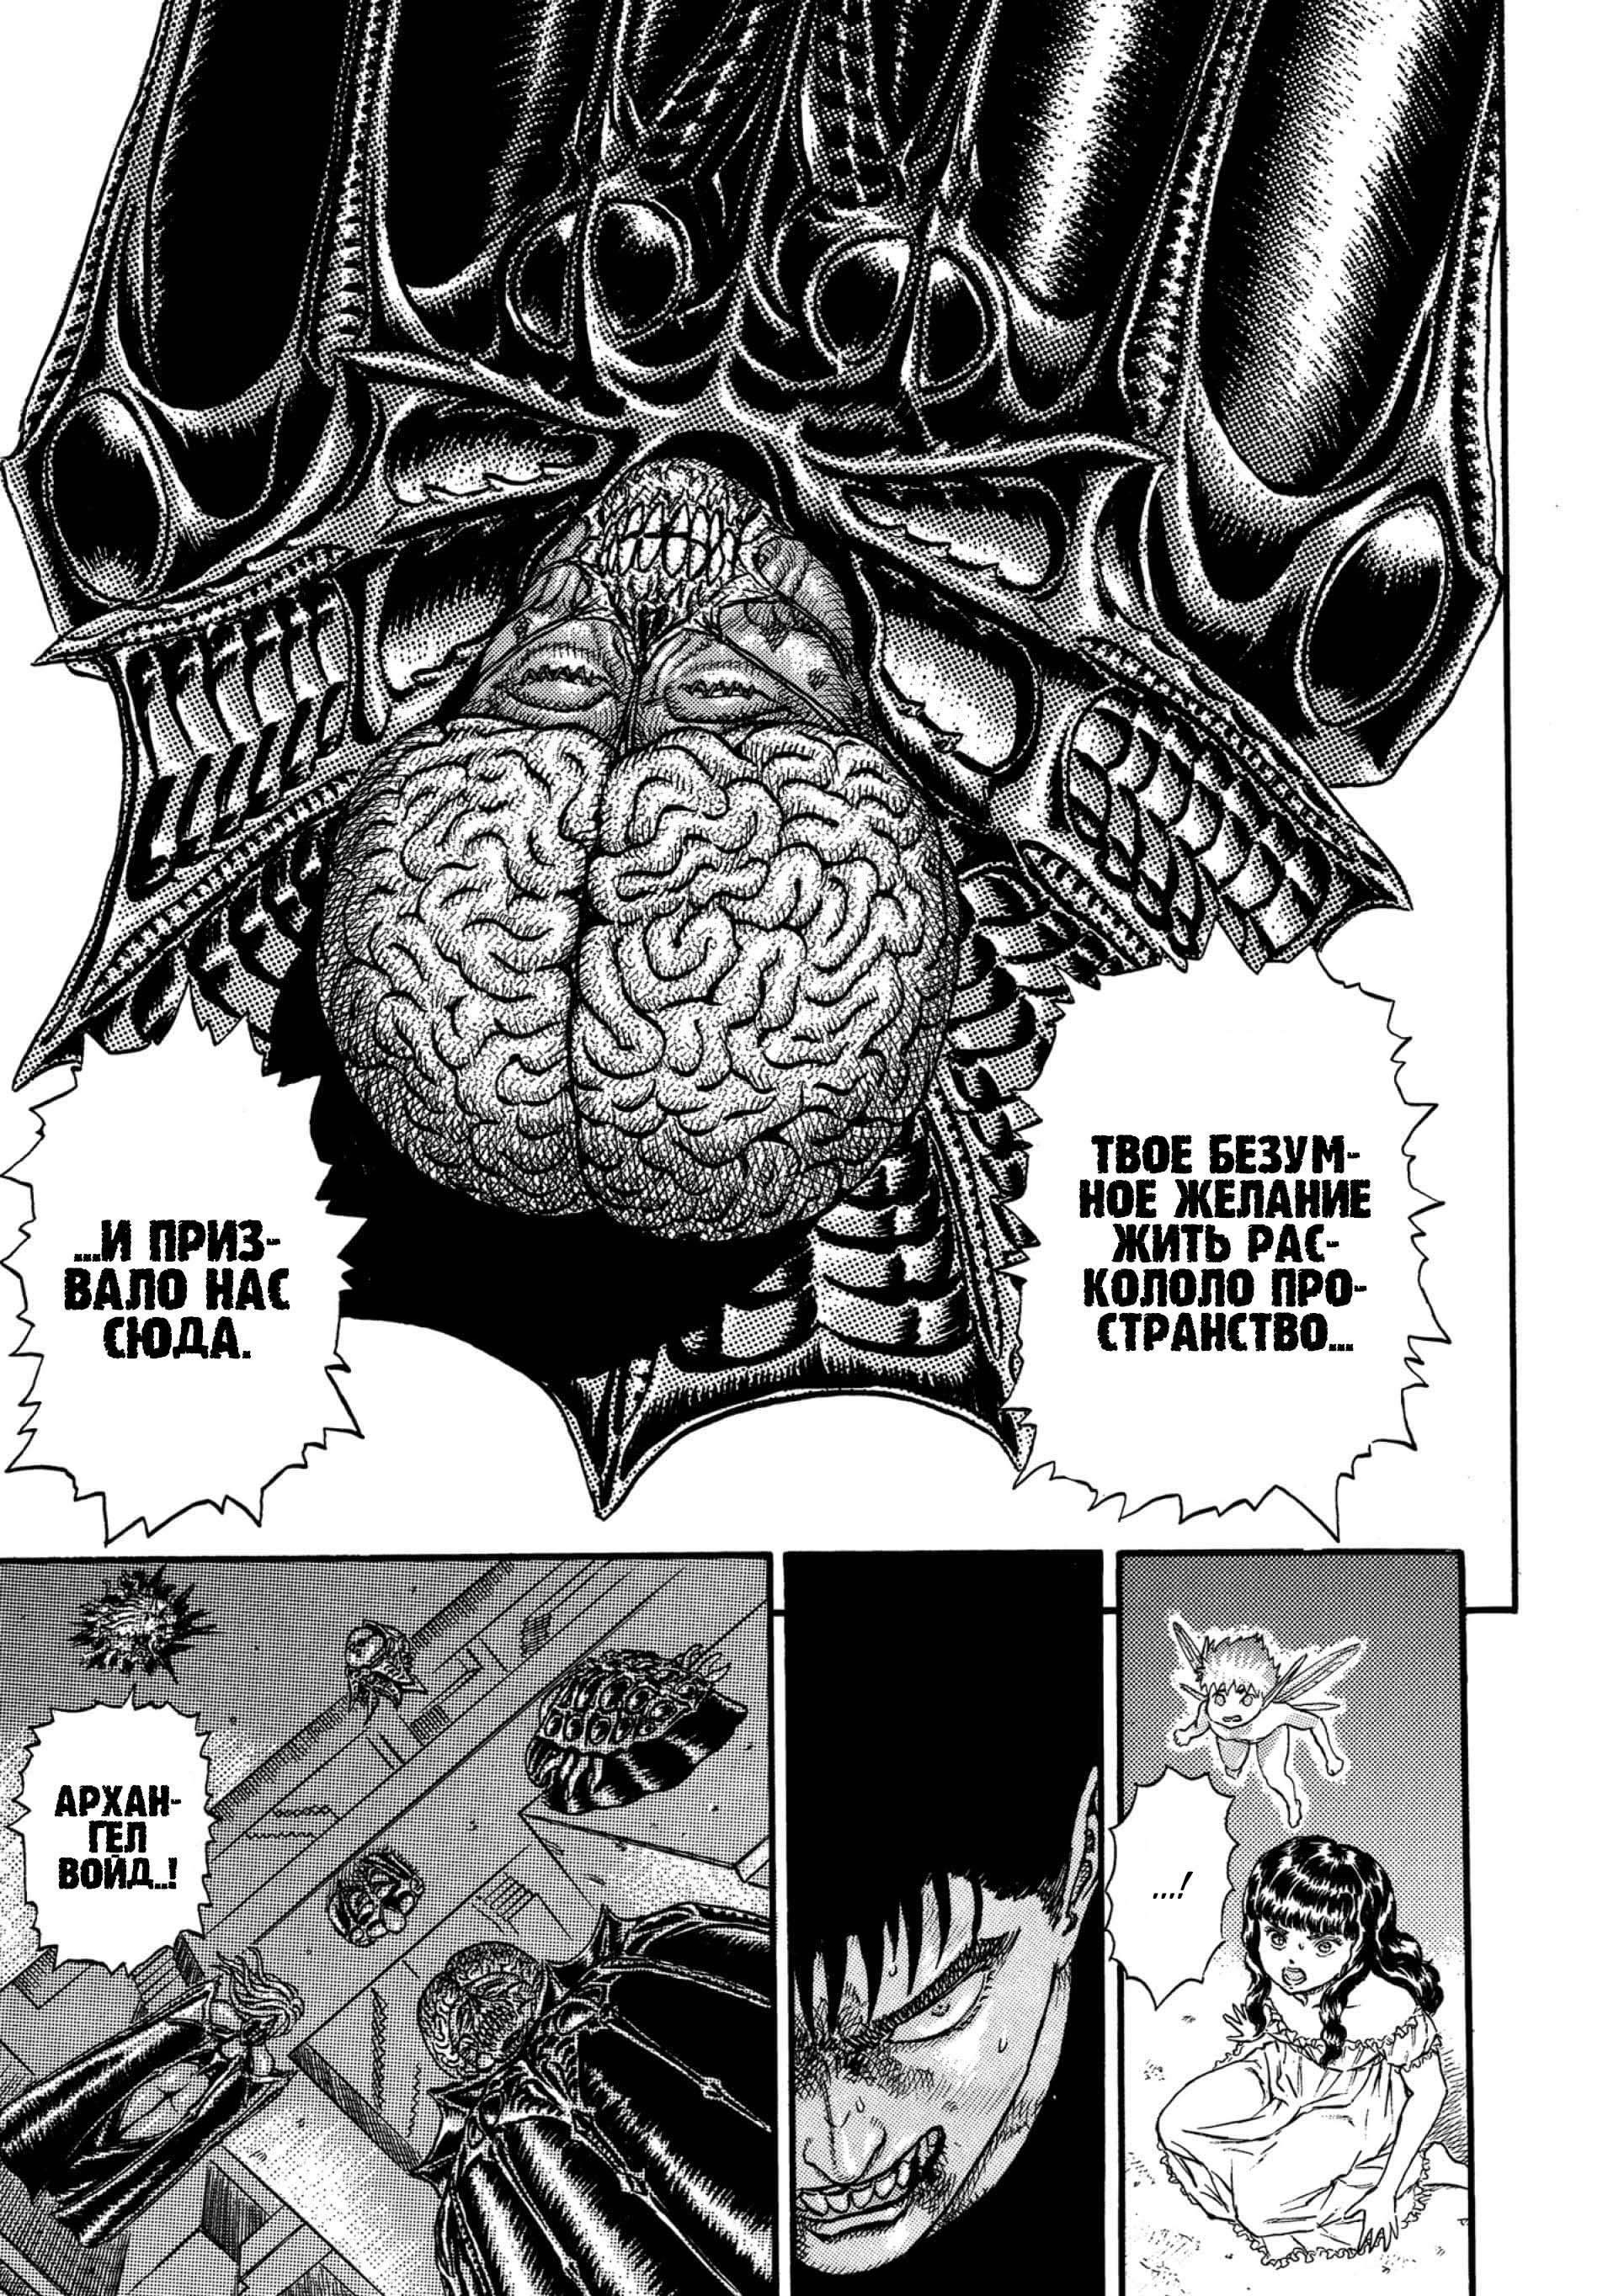 ТВОЕ БЕЗУМ-
НОЕ ЖЕЛАНИЕ
ЖИТЬ РАС-
КОЛОЛО ПРО-
СТРАНСТВО...
...И ПРИЗ-
ВАЛО НАС
СЮДА.
...!
АРХАН-
ГЕЛ
ВОЙД..!